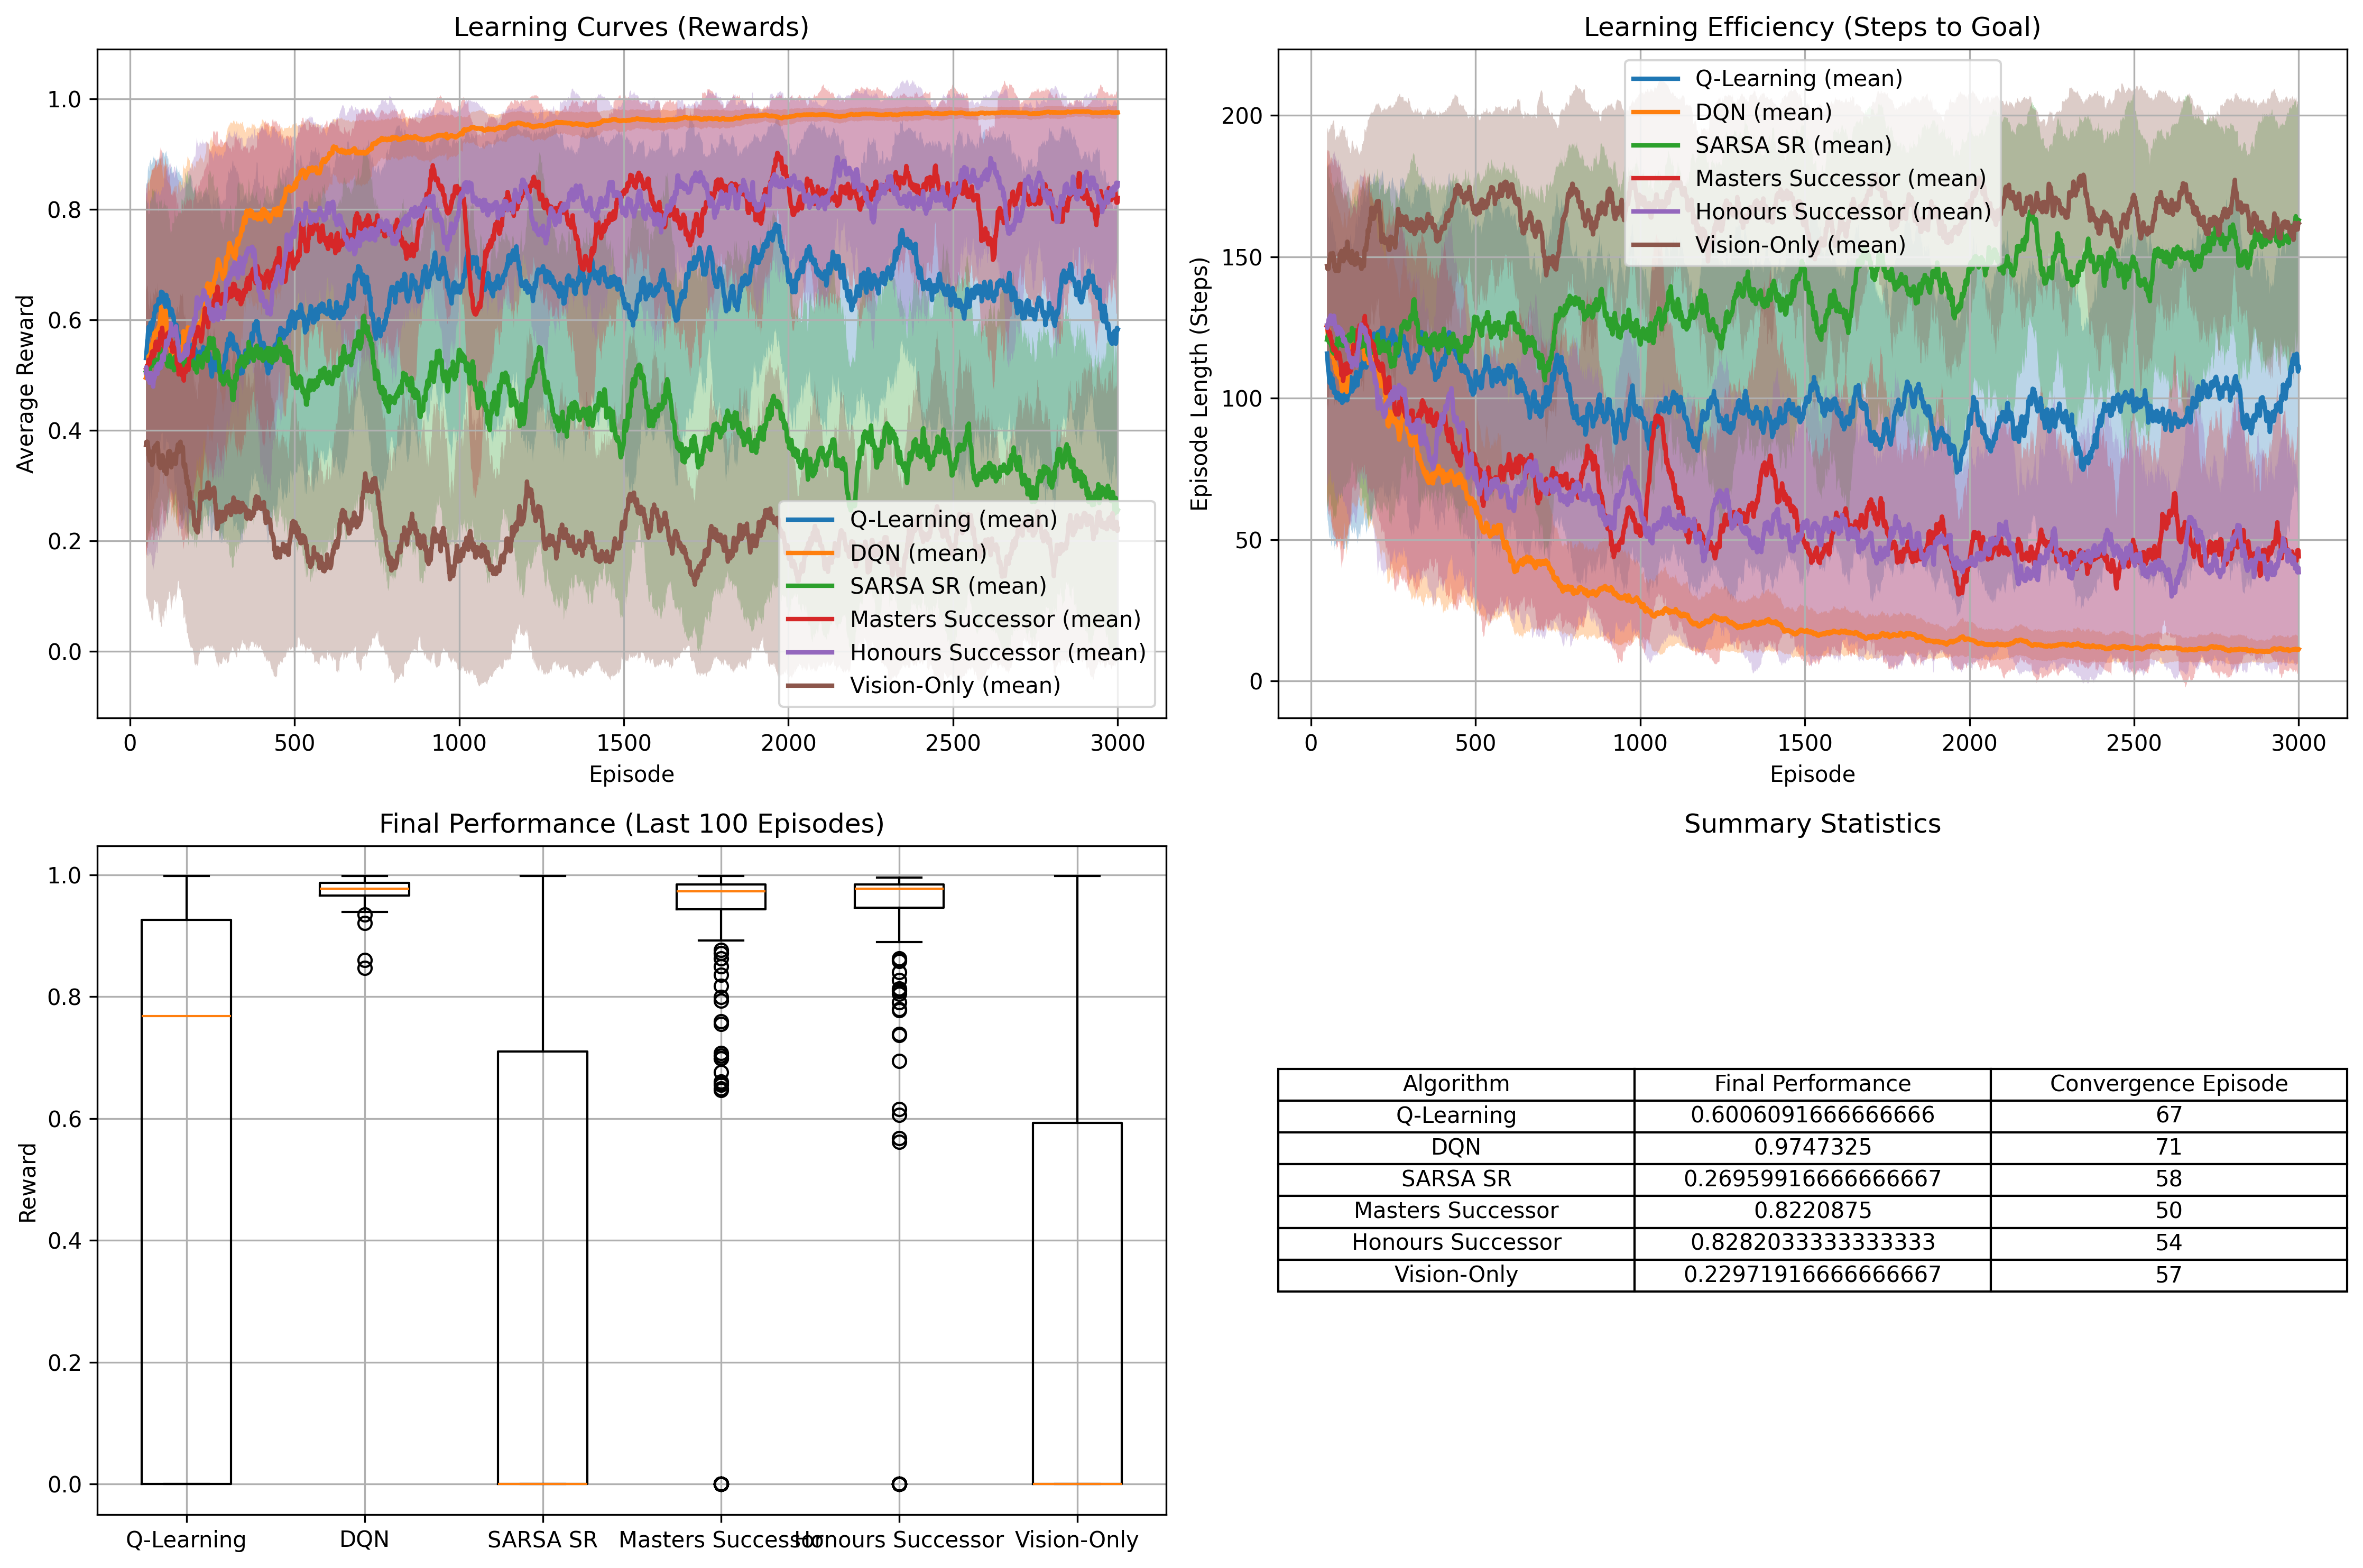 Learning Curves (Rewards)
1.0
0.8
0.6
0.4
0.2
0.0
Average Reward
Q-Learning (mean)
DQN (mean)
SARSA SR (mean)
Masters Successor (mean)
Honours Successor (mean)
Vision-Only (mean)
0 500 1000 1500 2000 2500 3000
Episode
Learning Efficiency (Steps to Goal)
200
150
100
50
0
Episode Length (Steps)
Q-Learning (mean)
DQN (mean)
SARSA SR (mean)
Masters Successor (mean)
Honours Successor (mean)
Vision-Only (mean)
0 500 1000 1500 2000 2500 3000
Episode
Final Performance (Last 100 Episodes)
1.0
0.8
0.6
0.4
0.2
0.0
Reward
Q-Learning DQN SARSA SR Masters Successor Honours Successor Vision-Only
Summary Statistics
Algorithm Final Performance Convergence Episode
Q-Learning 0.6006091666666666 67
DQN 0.9747325 71
SARSA SR 0.26959916666666667 58
Masters Successor 0.8220875 50
Honours Successor 0.8282033333333333 54
Vision-Only 0.22971916666666667 57